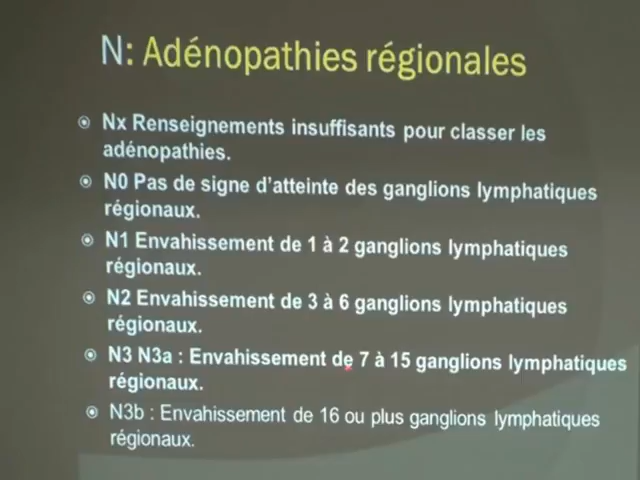 N: Adénopathies régionales
Nx Renseignements insuffisants pour classer les
adénopathies.
N0 Pas de signe d'atteinte des ganglions lymphatiques
régionaux.
N1 Envahissement de 1 à 2 ganglions lymphatiques
régionaux.
N2 Envahissement de 3 à 6 ganglions lymphatiques
régionaux.
N3 N3a : Envahissement de 7 à 15 ganglions lymphatiques
régionaux.
N3b : Envahissement de 16 ou plus ganglions lymphatiques
régionaux.